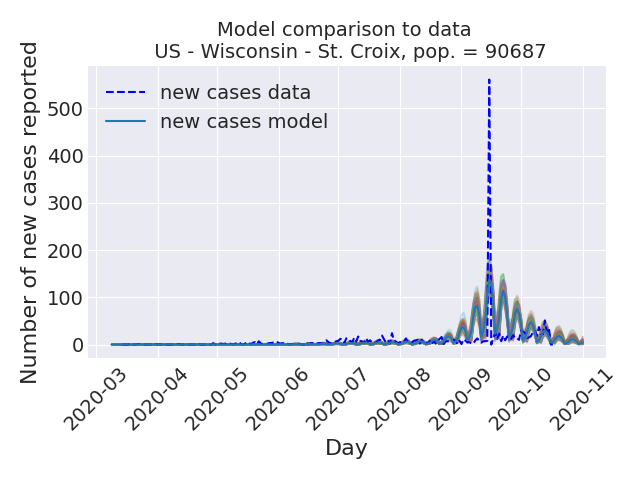 Model comparison to data
US - Wisconsin - St. Croix, pop. = 90687
new cases data
new cases model
Number of new cases reported
500
400
300
200
100
0
2020-03
2020-04
2020-05
2020-06
2020-07
2020-08
2020-09
2020-10
2020-11
Day